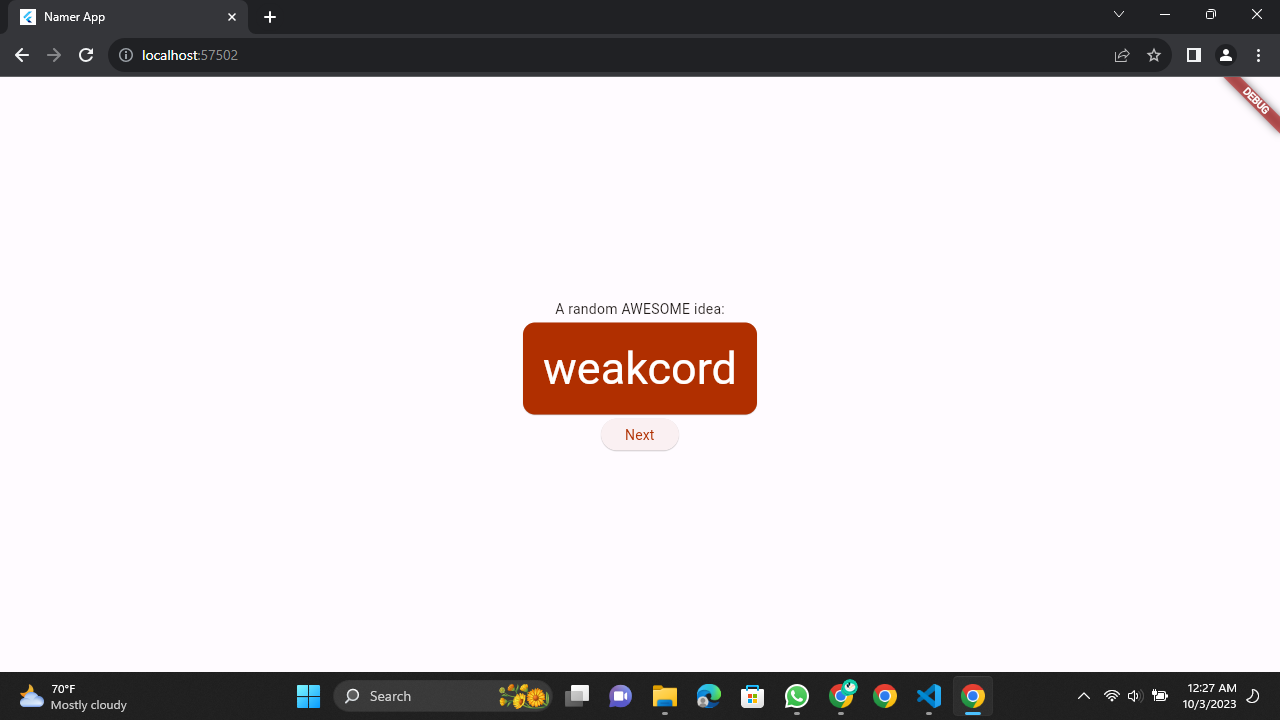 Namer App
localhost:57502
DEBUG
A random AWESOME idea:
weakcord
Next
70°F
Mostly cloudy
Search
12:27 AM
10/3/2023